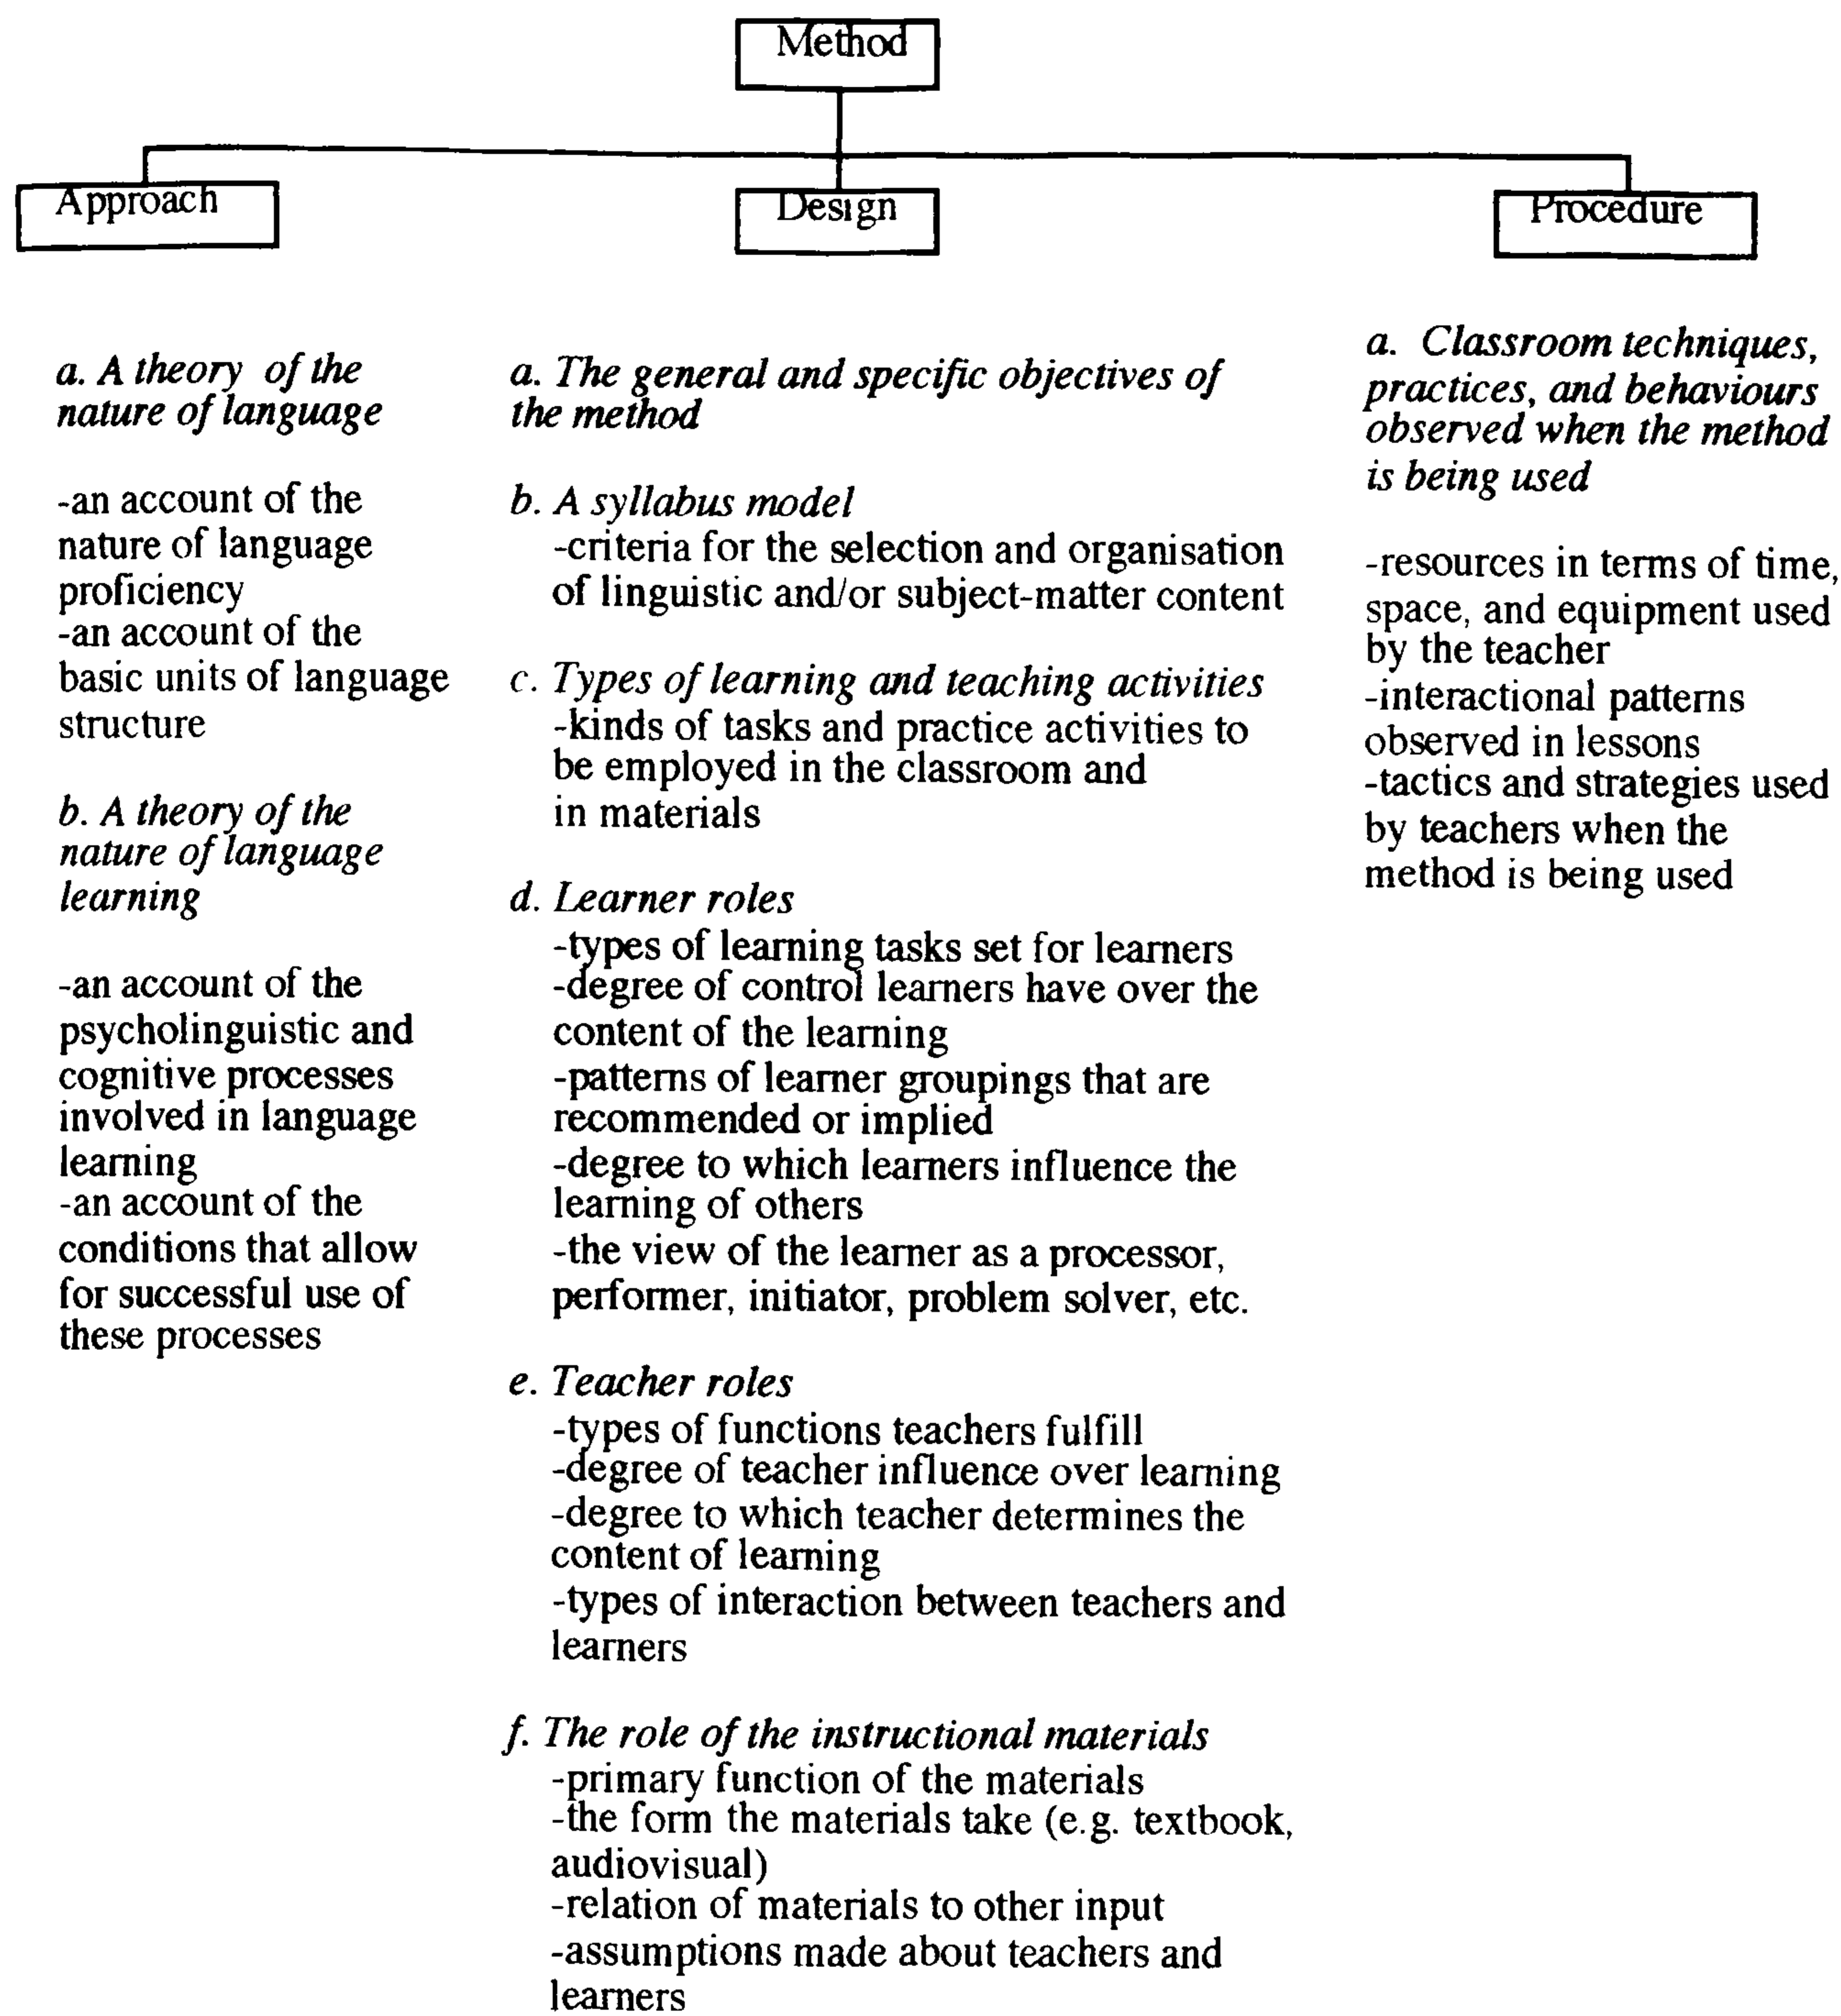 Method
Approach
Design
Procedure
a. A theory of the
nature of language
-an account of the
nature of language
proficiency
-an account of the
basic units of language
structure
b. A theory of the
nature of language
learning
-an account of the
psycholinguistic and
cognitive processes
involved in language
learning
-an account of the
conditions that allow
for successful use of
these processes
a. The general and specific objectives of
the method
b. A syllabus model
-criteria for the selection and organisation
of linguistic and/or subject-matter content
c. Types of learning and teaching activities
-kinds of tasks and practice activities to
be employed in the classroom and
in materials
d. Learner roles
-types of learning tasks set for learners
-degree of control learners have over the
content of the learning
-patterns of learner groupings that are
recommended or implied
-degree to which learners influence the
learning of others
-the view of the learner as a processor,
performer, initiator, problem solver, etc.
e. Teacher roles
-types of functions teachers fulfill
-degree of teacher influence over learning
-degree to which teacher determines the
content of learning
-types of interaction between teachers and
learners
f. The role of the instructional materials
-primary function of the materials
-the form the materials take (e.g. textbook,
audiovisual)
-relation of materials to other input
-assumptions made about teachers and
learners
a. Classroom techniques,
practices, and behaviours
observed when the method
is being used
-resources in terms of time,
space, and equipment used
by the teacher
-interactional patterns
observed in lessons
-tactics and strategies used
by teachers when the
method is being used